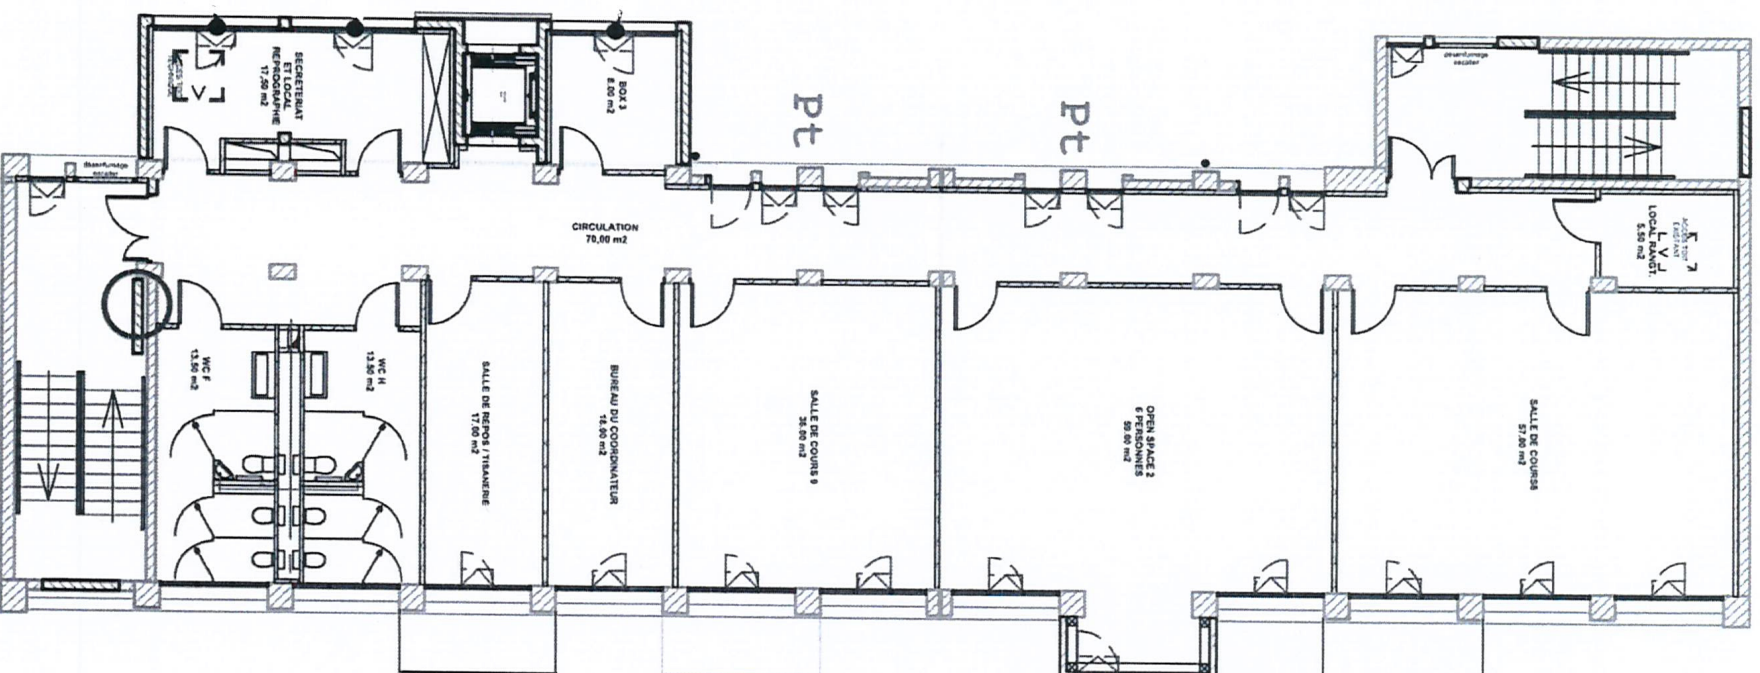 SECRETERIAT
ET LOCAL
REPROGRAPHIE
17,50 m2
BOX 3
8.00 m2
Pt
Pt
désenfumage
escalier
désenfumage
escalier
CIRCULATION
70,00 m2
LOCAL RANGT.
5.50 m2
WC F
13.50 m2
WC H
13.50 m2
SALLE DE REPOS / TISANERIE
17.00 m2
BUREAU DU COORDINATEUR
18.00 m2
SALLE DE COURS 9
36.00 m2
OPEN SPACE 2
6 PERSONNES
59.00 m2
SALLE DE COURS8
57.00 m2